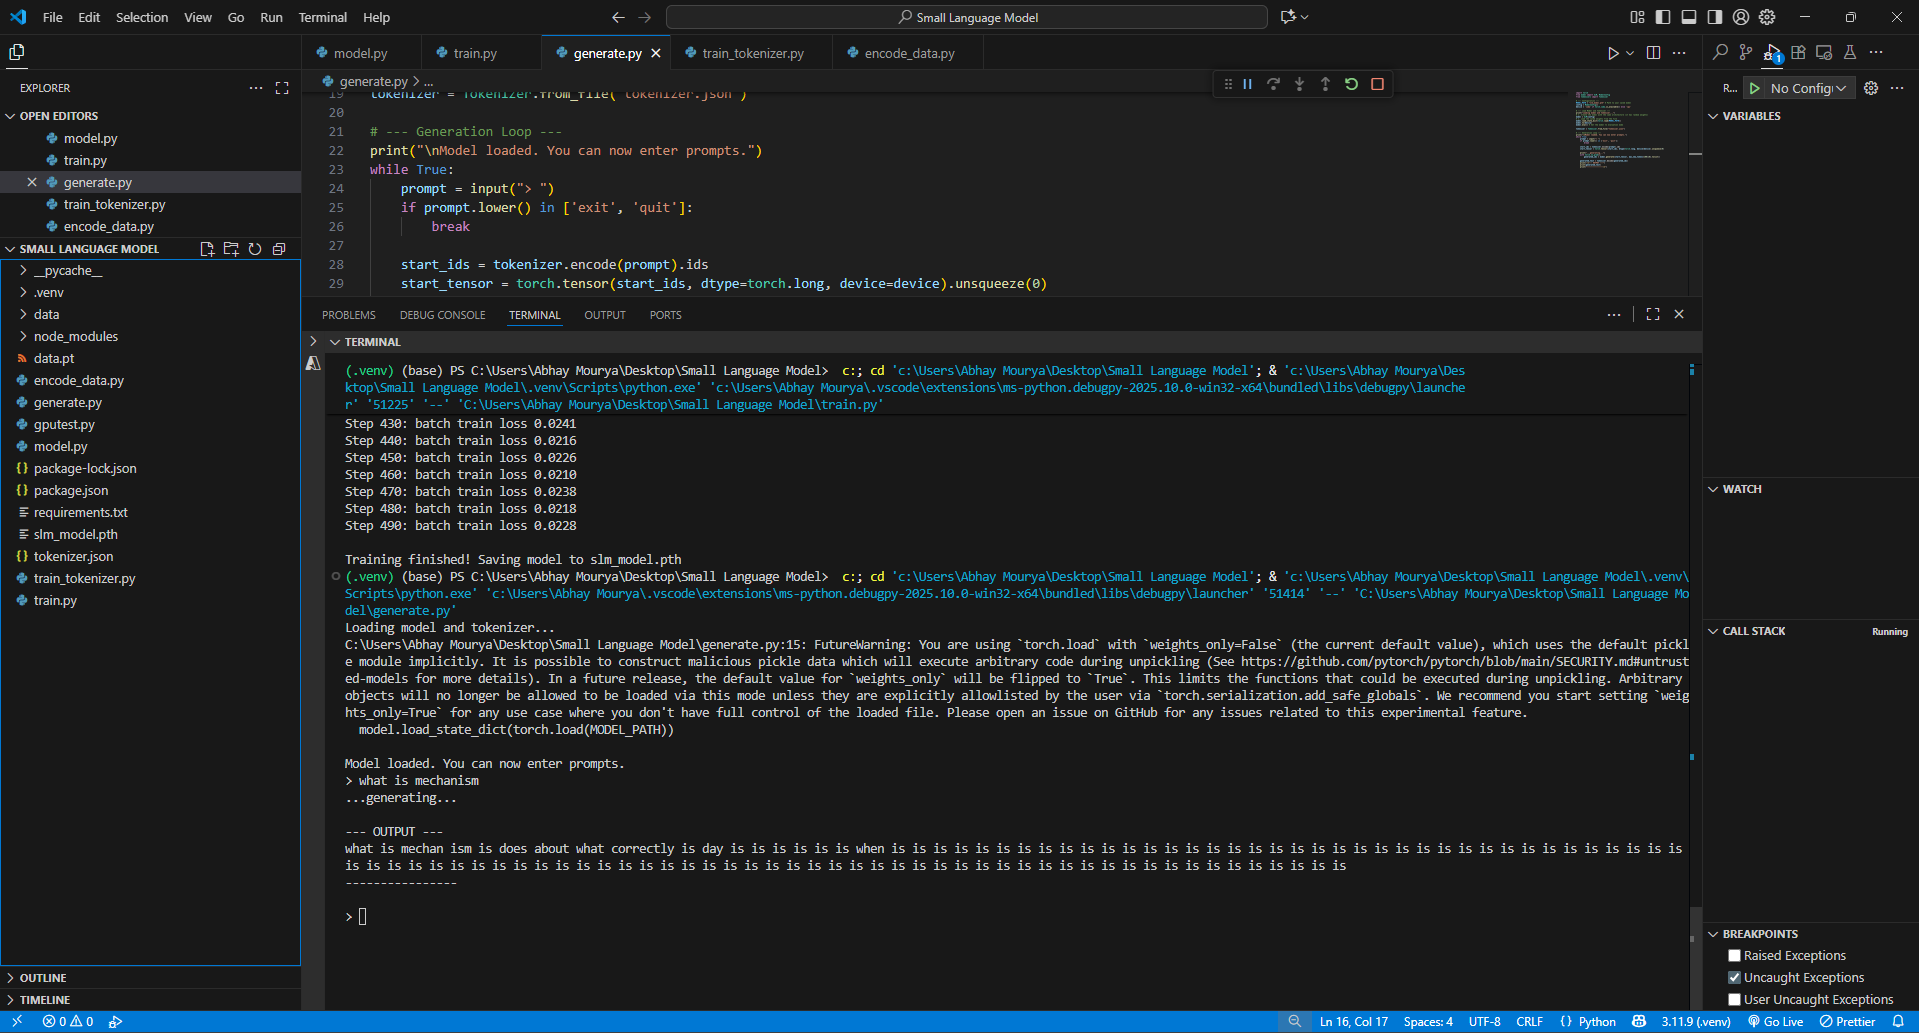 File Edit Selection View Go Run Terminal Help
Small Language Model
model.py train.py generate.py train_tokenizer.py encode_data.py
EXPLORER
generate.py > ...
R... No Config
OPEN EDITORS
model.py
train.py
generate.py
train_tokenizer.py
encode_data.py
SMALL LANGUAGE MODEL
__pycache__
.venv
data
node_modules
data.pt
encode_data.py
generate.py
gputest.py
model.py
package-lock.json
package.json
requirements.txt
slm_model.pth
tokenizer.json
train_tokenizer.py
train.py
OUTLINE
TIMELINE
19 tokenizer = Tokenizer.from_file("tokenizer.json")
20
21 # --- Generation Loop ---
22 print("\nModel loaded. You can now enter prompts.")
23 while True:
24 prompt = input("> ")
25 if prompt.lower() in ['exit', 'quit']:
26 break
27
28 start_ids = tokenizer.encode(prompt).ids
29 start_tensor = torch.tensor(start_ids, dtype=torch.long, device=device).unsqueeze(0)
PROBLEMS DEBUG CONSOLE TERMINAL OUTPUT PORTS
TERMINAL
(.venv) (base) PS C:\Users\Abhay Mourya\Desktop\Small Language Model> c:; cd 'c:\Users\Abhay Mourya\Desktop\Small Language Model'; & 'c:\Users\Abhay Mourya\Des
ktop\Small Language Model\.venv\Scripts\python.exe' 'c:\Users\Abhay Mourya\.vscode\extensions\ms-python.debugpy-2025.10.0-win32-x64\bundled\libs\debugpy\launche
r' '51225' '--' 'C:\Users\Abhay Mourya\Desktop\Small Language Model\train.py'
Step 430: batch train loss 0.0241
Step 440: batch train loss 0.0216
Step 450: batch train loss 0.0226
Step 460: batch train loss 0.0210
Step 470: batch train loss 0.0238
Step 480: batch train loss 0.0218
Step 490: batch train loss 0.0228
Training finished! Saving model to slm_model.pth
(.venv) (base) PS C:\Users\Abhay Mourya\Desktop\Small Language Model> c:; cd 'c:\Users\Abhay Mourya\Desktop\Small Language Model'; & 'c:\Users\Abhay Mourya\Desktop\Small Language Model\.venv\
Scripts\python.exe' 'c:\Users\Abhay Mourya\.vscode\extensions\ms-python.debugpy-2025.10.0-win32-x64\bundled\libs\debugpy\launcher' '51414' '--' 'C:\Users\Abhay Mourya\Desktop\Small Language Mo
del\generate.py'
Loading model and tokenizer...
C:\Users\Abhay Mourya\Desktop\Small Language Model\generate.py:15: FutureWarning: You are using `torch.load` with `weights_only=False` (the current default value), which uses the default pickl
e module implicitly. It is possible to construct malicious pickle data which will execute arbitrary code during unpickling (See https://github.com/pytorch/pytorch/blob/main/SECURITY.md#untrust
ed-models for more details). In a future release, the default value for `weights_only` will be flipped to `True`. This limits the functions that could be executed during unpickling. Arbitrary
objects will no longer be allowed to be loaded via this mode unless they are explicitly allowlisted by the user via `torch.serialization.add_safe_globals`. We recommend you start setting `weig
hts_only=True` for any use case where you don't have full control of the loaded file. Please open an issue on GitHub for any issues related to this experimental feature.
model.load_state_dict(torch.load(MODEL_PATH))
Model loaded. You can now enter prompts.
> what is mechanism
...generating...
--- OUTPUT ---
what is mechan ism is does about what correctly is day is is is is is is when is is is is is is is is is is is is is is is is is is is is is is is is is is is is is is is is is is is is is is
is is is is is is is is is is is is is is is is is is is is is is is is is is is is is is is is is is is is is is is is is is is is is is is is
----------------
>
VARIABLES
WATCH
CALL STACK Running
BREAKPOINTS
Raised Exceptions
Uncaught Exceptions
User Uncaught Exceptions
0 0
Ln 16, Col 17 Spaces: 4 UTF-8 CRLF {} Python 3.11.9 (.venv) Go Live Prettier